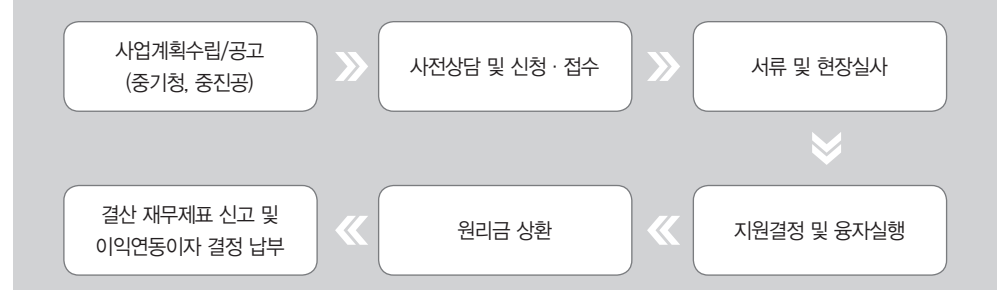 사업계획수립/공고
(중기청, 중진공)
사전상담 및 신청 · 접수
서류 및 현장실사
지원결정 및 융자실행
원리금 상환
결산 재무제표 신고 및
이익연동이자 결정 납부